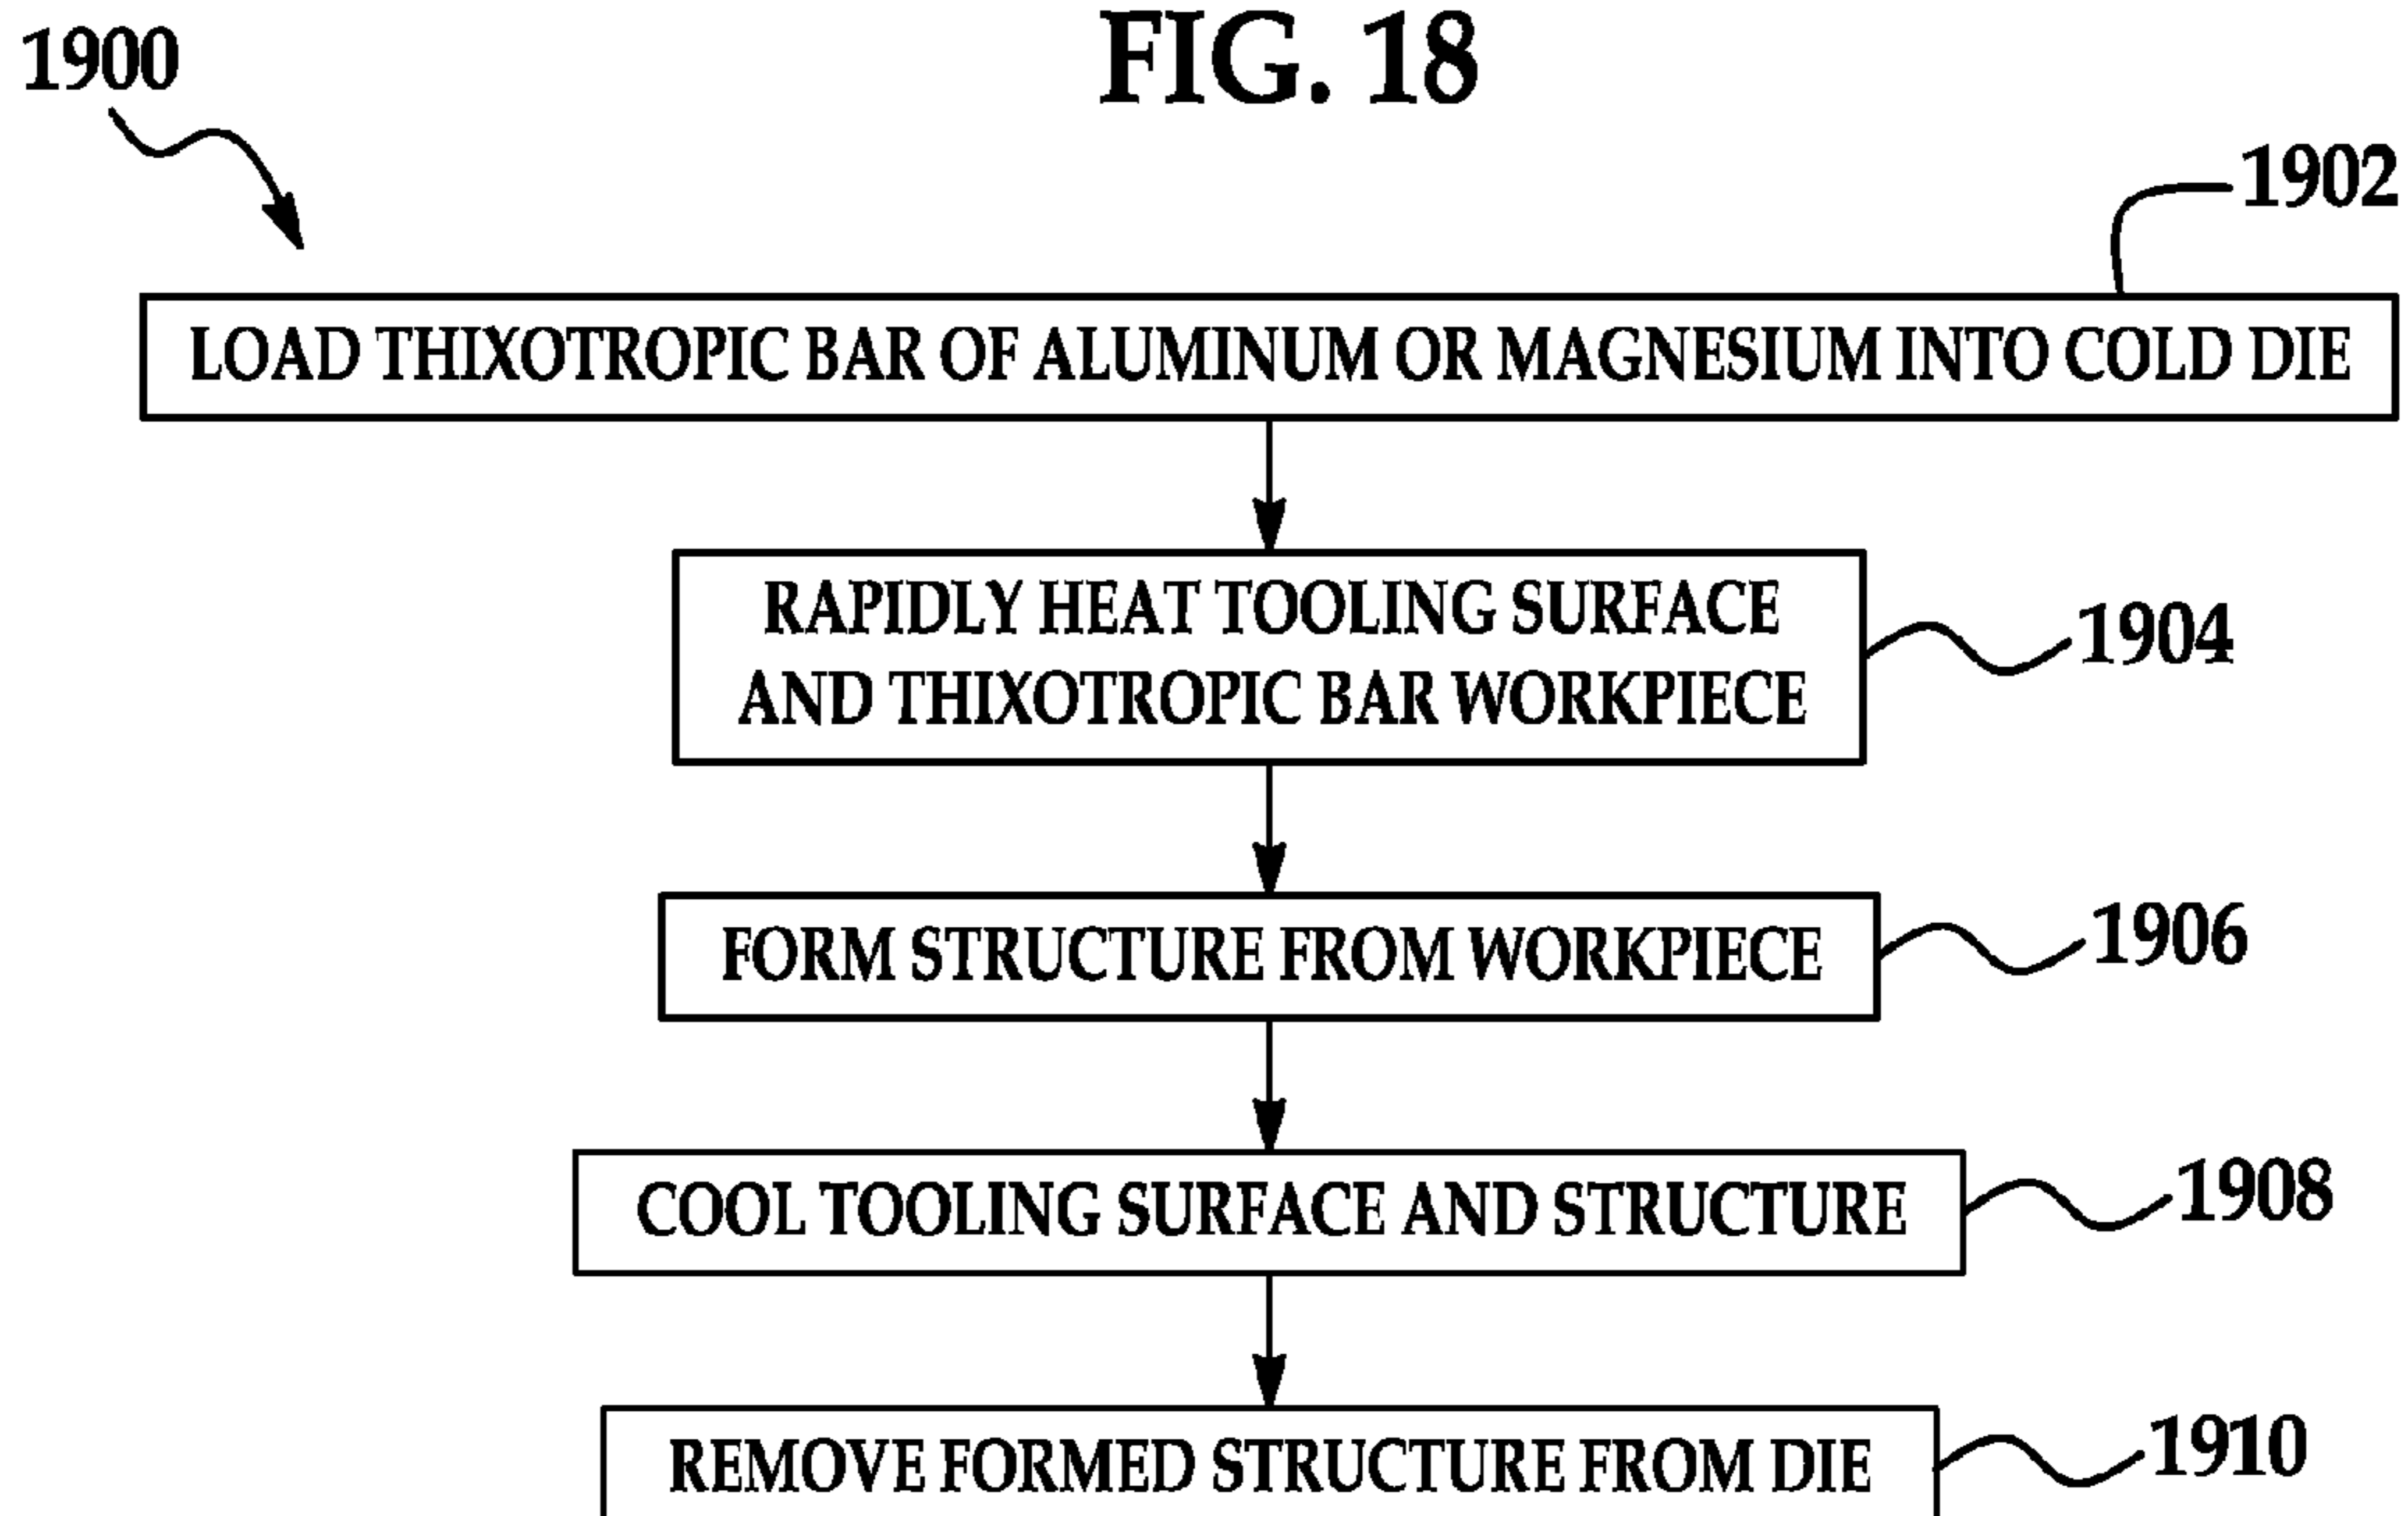 FIG. 18
1900
1902
LOAD THIXOTROPIC BAR OF ALUMINUM OR MAGNESIUM INTO COLD DIE
RAPIDLY HEAT TOOLING SURFACE
AND THIXOTROPIC BAR WORKPIECE
1904
FORM STRUCTURE FROM WORKPIECE
1906
COOL TOOLING SURFACE AND STRUCTURE
1908
REMOVE FORMED STRUCTURE FROM DIE
1910